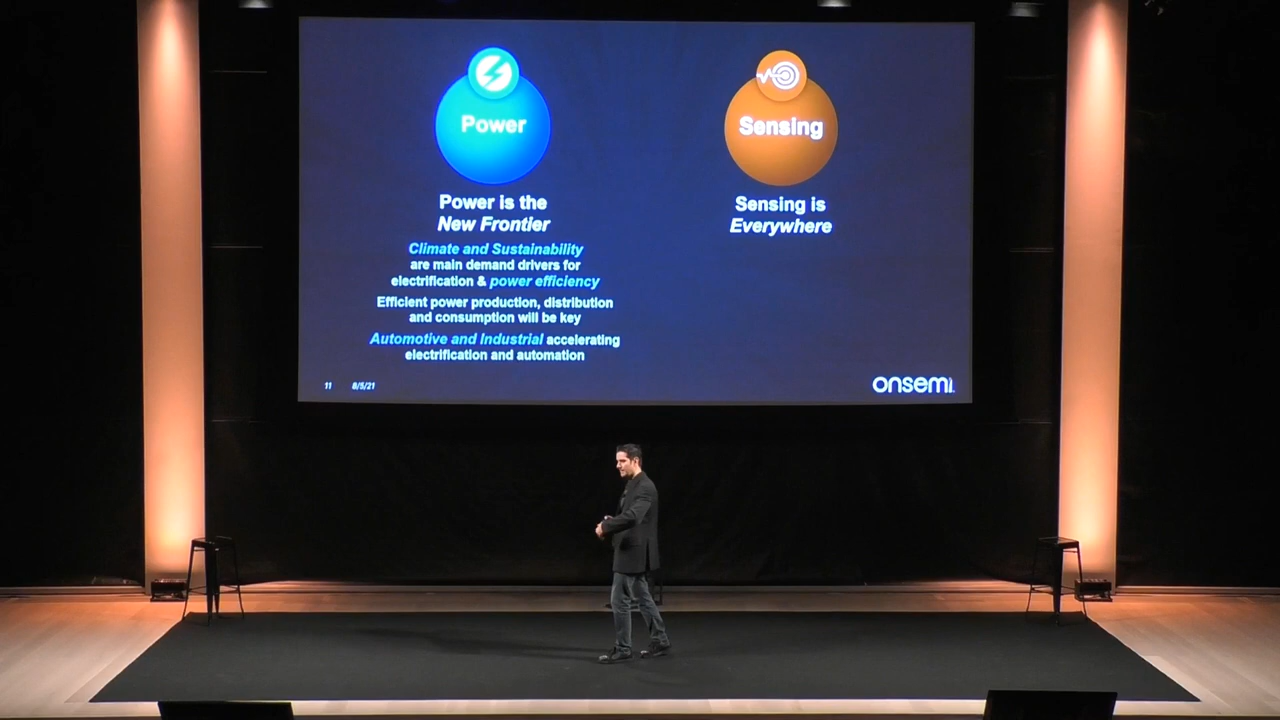 Power
Power is the
New Frontier
Climate and Sustainability
are main demand drivers for
electrification & power efficiency
Efficient power production, distribution
and consumption will be key
Automotive and Industrial accelerating
electrification and automation
Sensing
Sensing is
Everywhere
11 8/5/21
onsemi